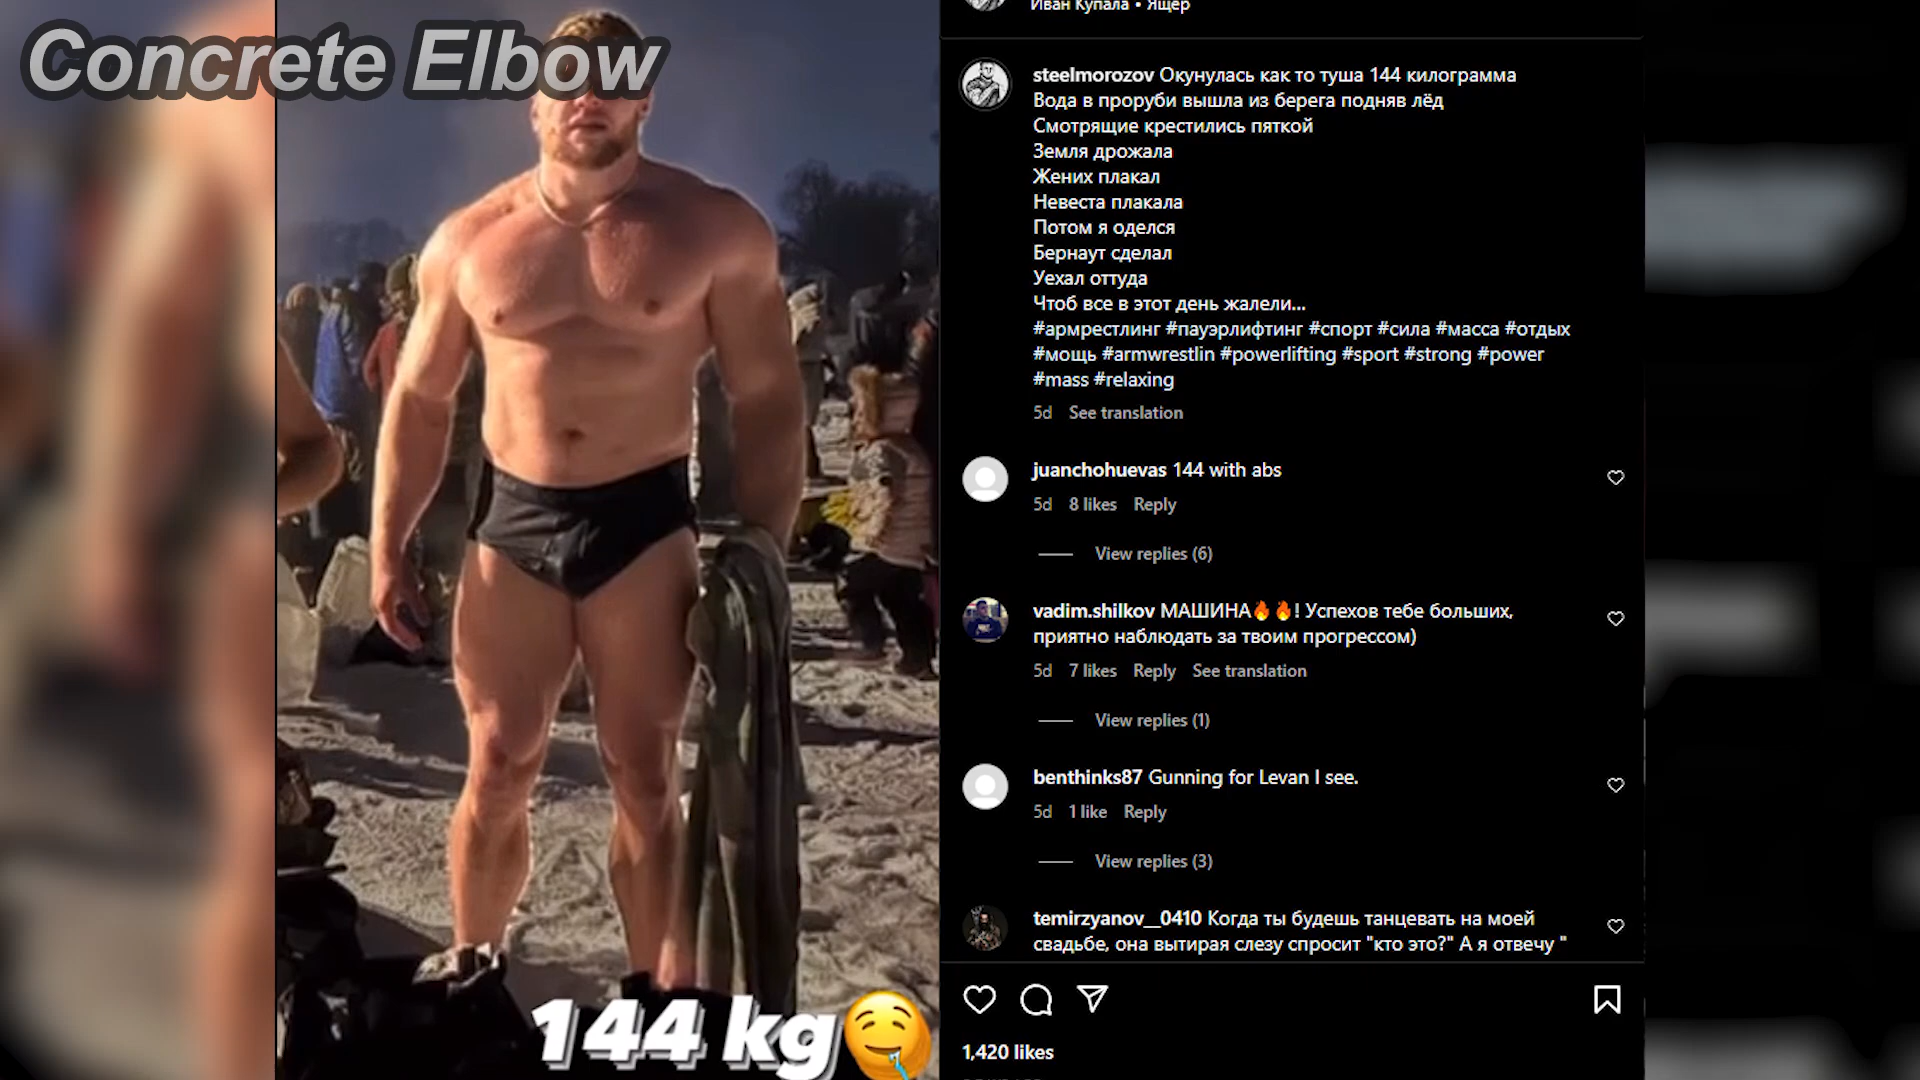 Concrete Elbow
Иван Купала • Ящер
steelmorozov Окунулась как то туша 144 килограмма
Вода в проруби вышла из берега подняв лёд
Смотрящие крестились пяткой
Земля дрожала
Жених плакал
Невеста плакала
Потом я оделся
Бернаут сделал
Уехал оттуда
Чтоб все в этот день жалели...
#армрестлинг #пауэрлифтинг #спорт #сила #масса #отдых
#мощь #armwrestlin #powerlifting #sport #strong #power
#mass #relaxing
5d See translation
juanchohuevas 144 with abs
5d 8 likes Reply
View replies (6)
vadim.shilkov МАШИНА🔥🔥! Успехов тебе больших,
приятно наблюдать за твоим прогрессом)
5d 7 likes Reply See translation
View replies (1)
benthinks87 Gunning for Levan I see.
5d 1 like Reply
View replies (3)
temirzyanov__0410 Когда ты будешь танцевать на моей
свадьбе, она вытирая слезу спросит "кто это?" А я отвечу "
1,420 likes
144 kg🤤